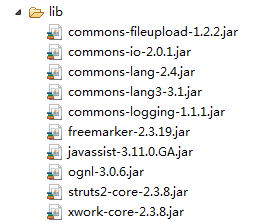 lib
commons-fileupload-1.2.2.jar
commons-io-2.0.1.jar
commons-lang-2.4.jar
commons-lang3-3.1.jar
commons-logging-1.1.1.jar
freemarker-2.3.19.jar
javassist-3.11.0.GA.jar
ognl-3.0.6.jar
struts2-core-2.3.8.jar
xwork-core-2.3.8.jar